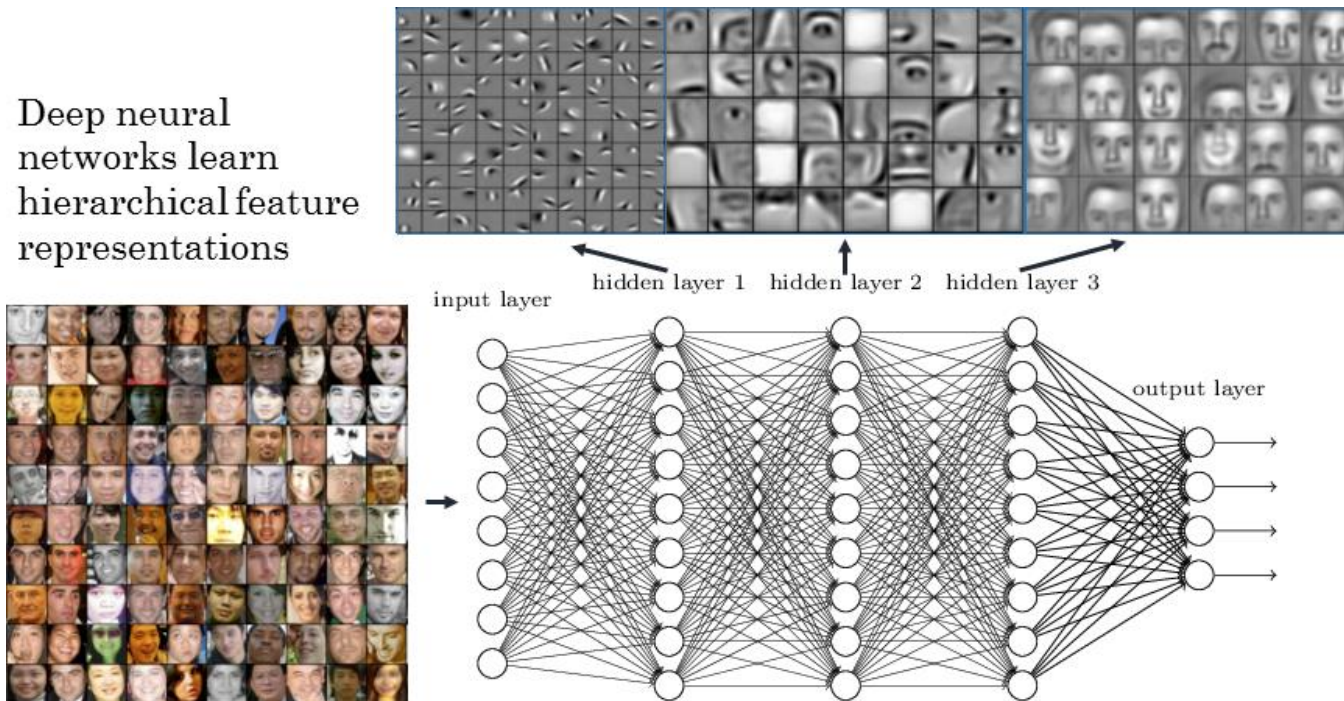 Deep neural
networks learn
hierarchical feature
representations
hidden layer 1 hidden layer 2 hidden layer 3
input layer
output layer